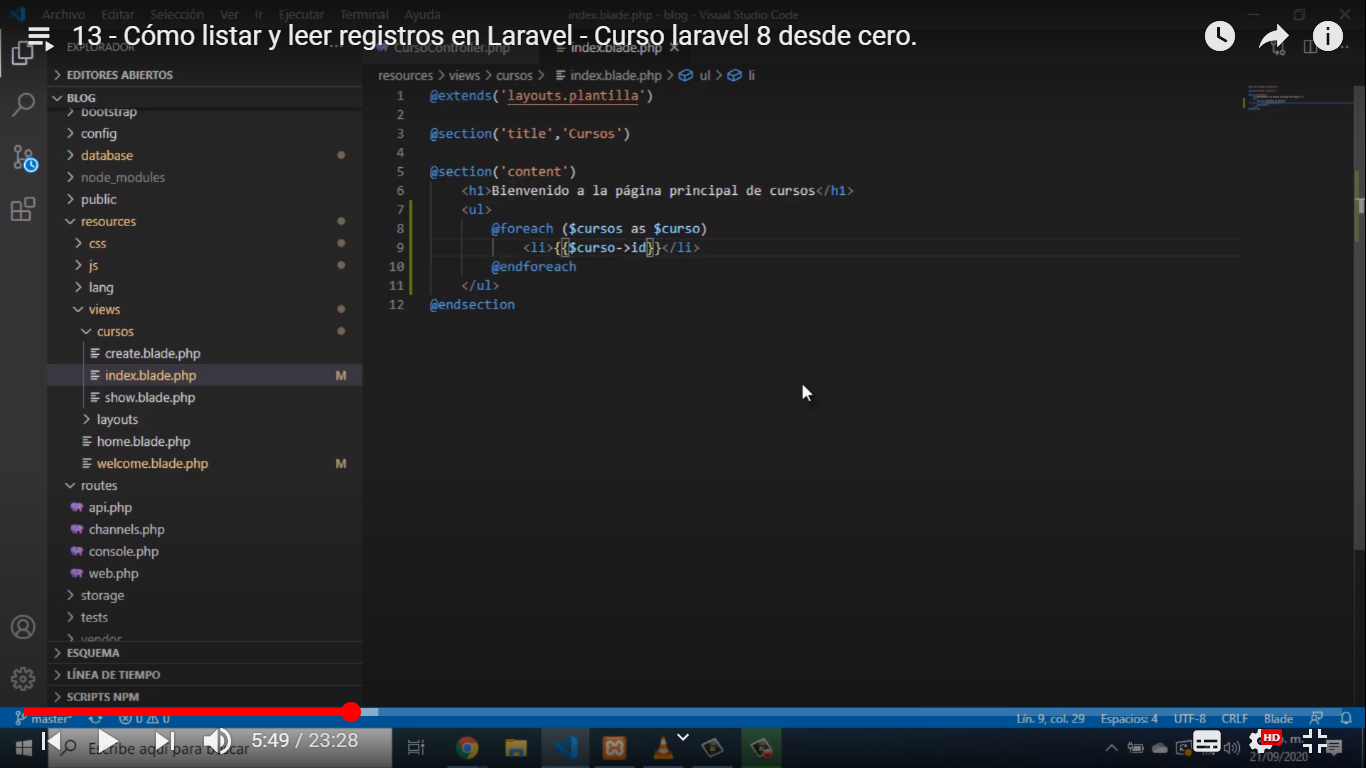 Archivo Editar Selección Ver Ir Ejecutar Terminal Ayuda index.blade.php - blog - Visual Studio Code
13 - Cómo listar y leer registros en Laravel - Curso laravel 8 desde cero.
EXPLORADOR
CursoController.php index.blade.php
EDITORES ABIERTOS
BLOG
bootstrap
config
database
node_modules
public
resources
css
js
lang
views
cursos
create.blade.php
index.blade.php M
show.blade.php
layouts
home.blade.php
welcome.blade.php M
routes
api.php
channels.php
console.php
web.php
storage
tests
vendor
ESQUEMA
LÍNEA DE TIEMPO
SCRIPTS NPM
resources > views > cursos > index.blade.php > ul > li
1 @extends('layouts.plantilla')
2
3 @section('title','Cursos')
4
5 @section('content')
6 <h1>Bienvenido a la página principal de cursos</h1>
7 <ul>
8 @foreach ($cursos as $curso)
9 <li>{{$curso->id}}</li>
10 @endforeach
11 </ul>
12 @endsection
master* 0 0 Lín. 9, col. 29 Espacios: 4 UTF-8 CRLF Blade
5:49 / 23:28
Escribe aquí para buscar
HD
21/09/2020